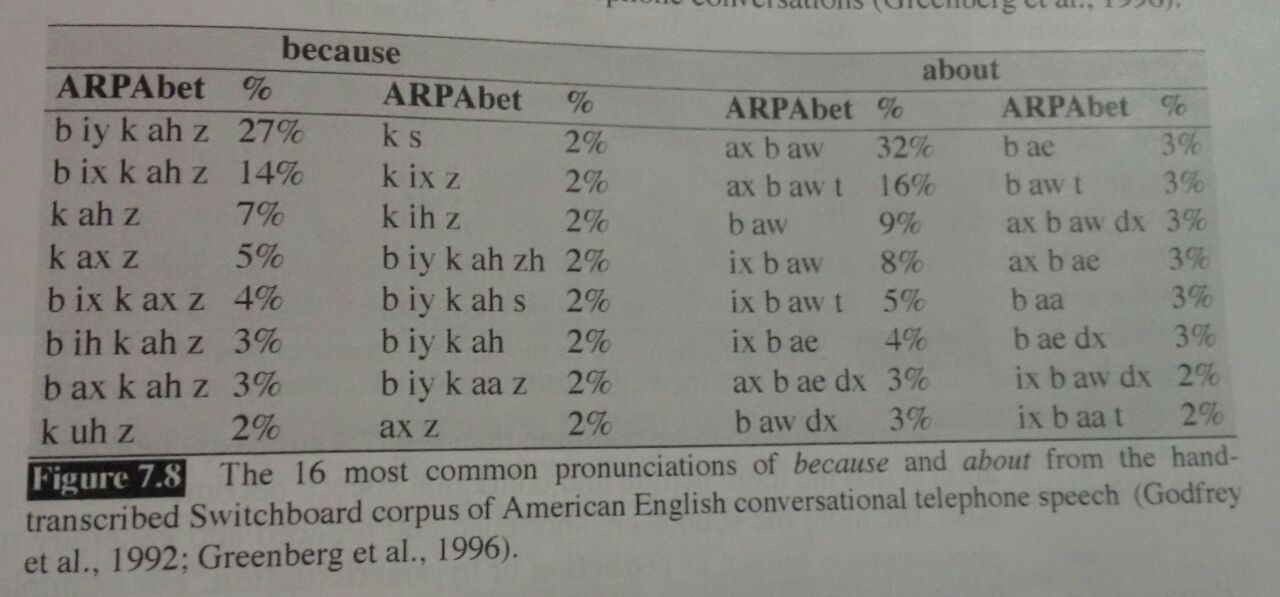 conversations (Greenberg et al., 1996).
because about
ARPAbet % ARPAbet % ARPAbet % ARPAbet %
b iy k ah z 27% k s 2% ax b aw 32% b ae 3%
b ix k ah z 14% k ix z 2% ax b aw t 16% b aw t 3%
k ah z 7% k ih z 2% b aw 9% ax b aw dx 3%
k ax z 5% b iy k ah zh 2% ix b aw 8% ax b ae 3%
b ix k ax z 4% b iy k ah s 2% ix b aw t 5% b aa 3%
b ih k ah z 3% b iy k ah 2% ix b ae 4% b ae dx 3%
b ax k ah z 3% b iy k aa z 2% ax b ae dx 3% ix b aw dx 2%
k uh z 2% ax z 2% b aw dx 3% ix b aa t 2%
Figure 7.8 The 16 most common pronunciations of because and about from the hand-
transcribed Switchboard corpus of American English conversational telephone speech (Godfrey
et al., 1992; Greenberg et al., 1996).